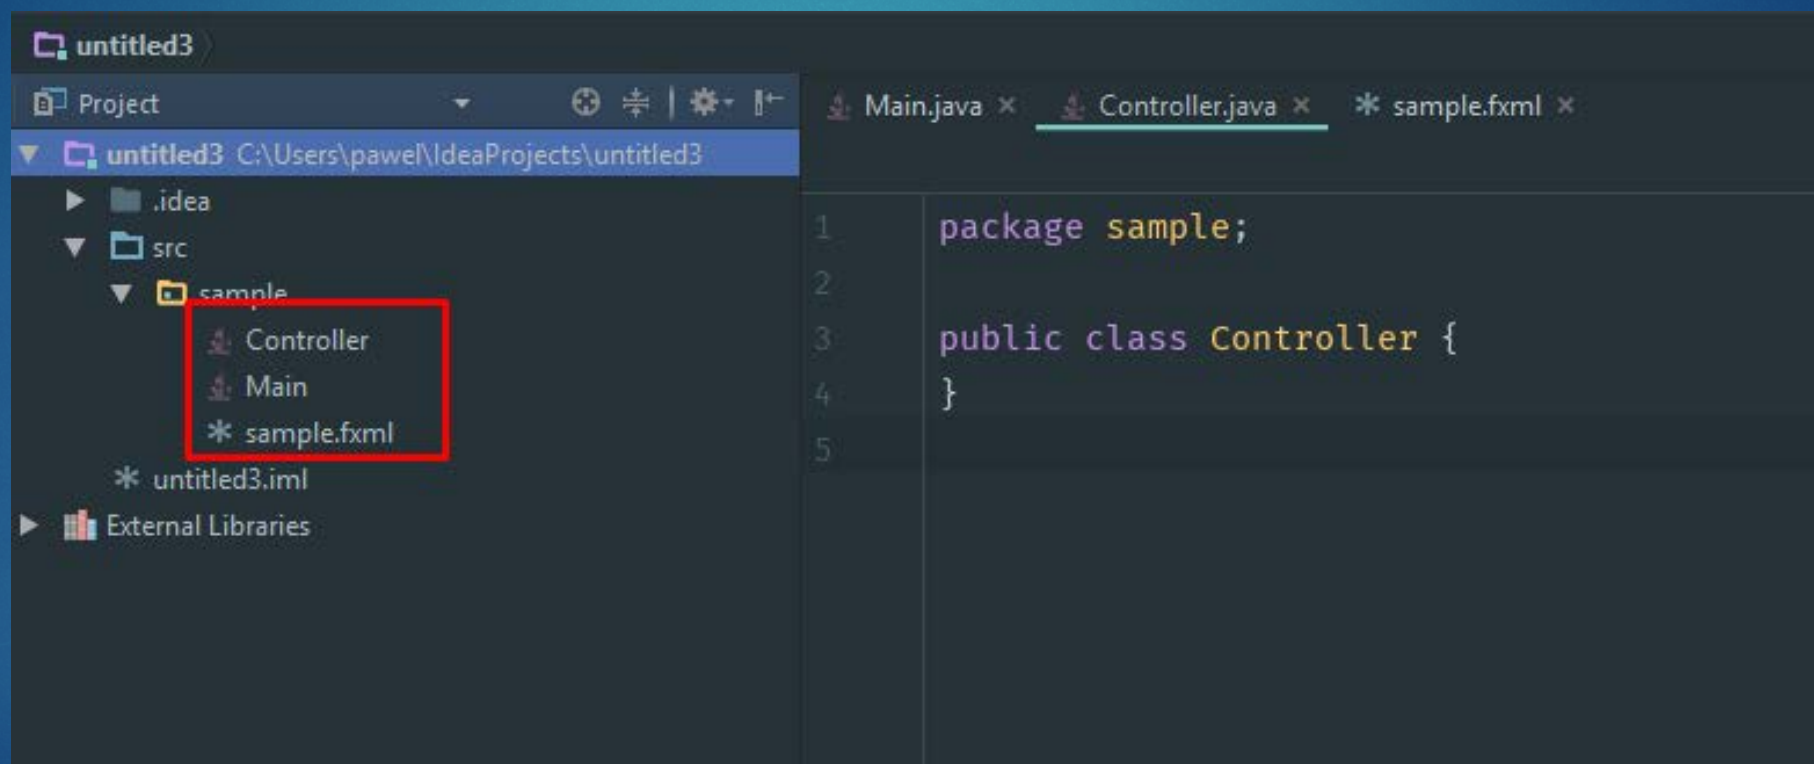 untitled3
Project
Main.java
Controller.java
sample.fxml
untitled3 C:\Users\pawel\IdeaProjects\untitled3
.idea
src
sample
Controller
Main
sample.fxml
untitled3.iml
External Libraries
1 package sample;
2
3 public class Controller {
4 }
5